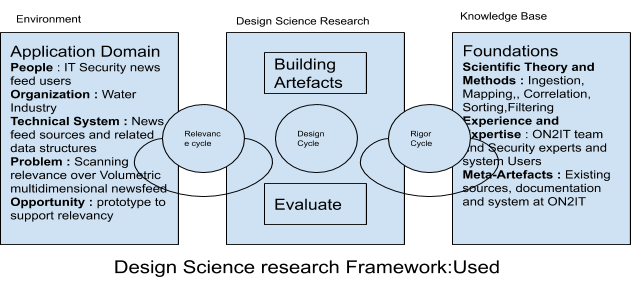 Environment
Design Science Research
Knowledge Base
Application Domain
People : IT Security news
feed users
Organization : Water
Industry
Technical System : News
feed sources and related
data structures
Problem : Scanning
relevance over Volumetric
multidimensional newsfeed
Opportunity : prototype to
support relevancy
Relevanc
e cycle
Building
Artefacts
Design
Cycle
Evaluate
Rigor
Cycle
Foundations
Scientific Theory and
Methods : Ingestion,
Mapping,, Correlation,
Sorting,Filtering
Experience and
Expertise : ON2IT team
and Security experts and
system Users
Meta-Artefacts : Existing
sources, documentation
and system at ON2IT
Design Science research Framework:Used